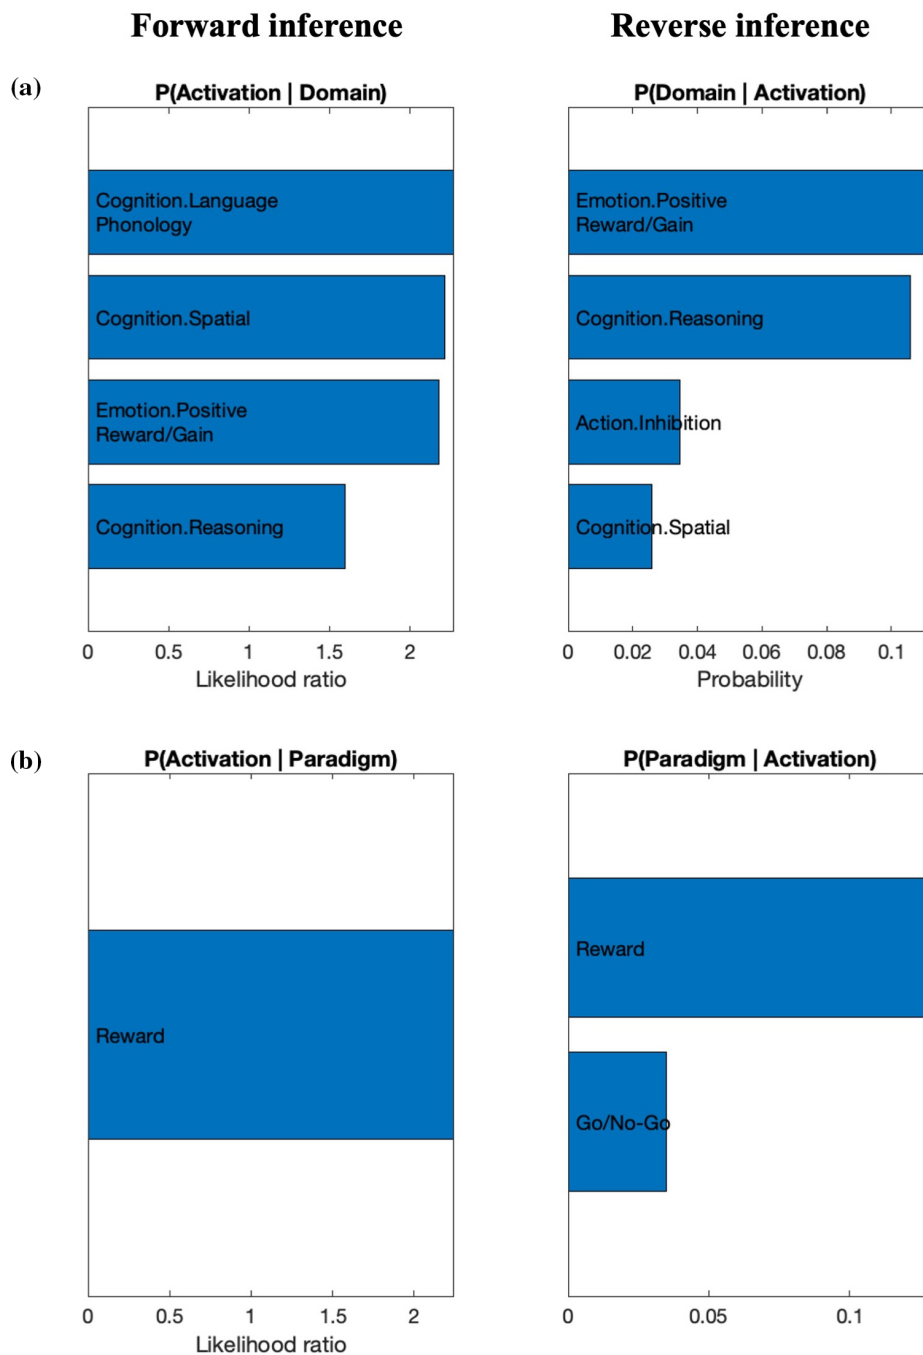 Forward inference
Reverse inference
(a)
P(Activation | Domain)
Cognition.Language
Phonology
Cognition.Spatial
Emotion.Positive
Reward/Gain
Cognition.Reasoning
0 0.5 1 1.5 2
Likelihood ratio
P(Domain | Activation)
Emotion.Positive
Reward/Gain
Cognition.Reasoning
Action.Inhibition
Cognition.Spatial
0 0.02 0.04 0.06 0.08 0.1
Probability
(b)
P(Activation | Paradigm)
Reward
0 0.5 1 1.5 2
Likelihood ratio
P(Paradigm | Activation)
Reward
Go/No-Go
0 0.05 0.1